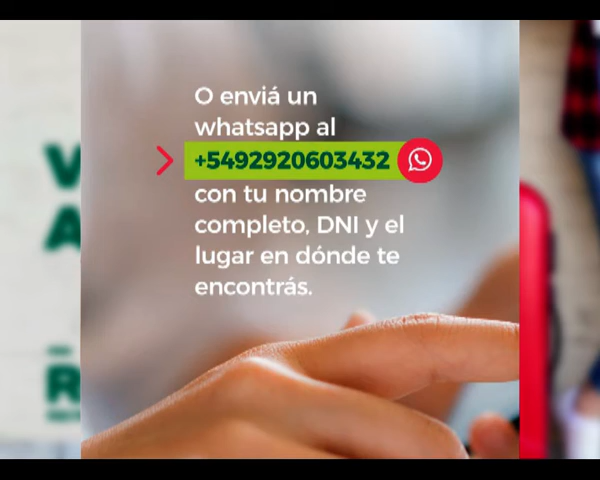 O enviá un
whatsapp al
+5492920603432
con tu nombre
completo, DNI y el
lugar en dónde te
encontrás.
V
A
R